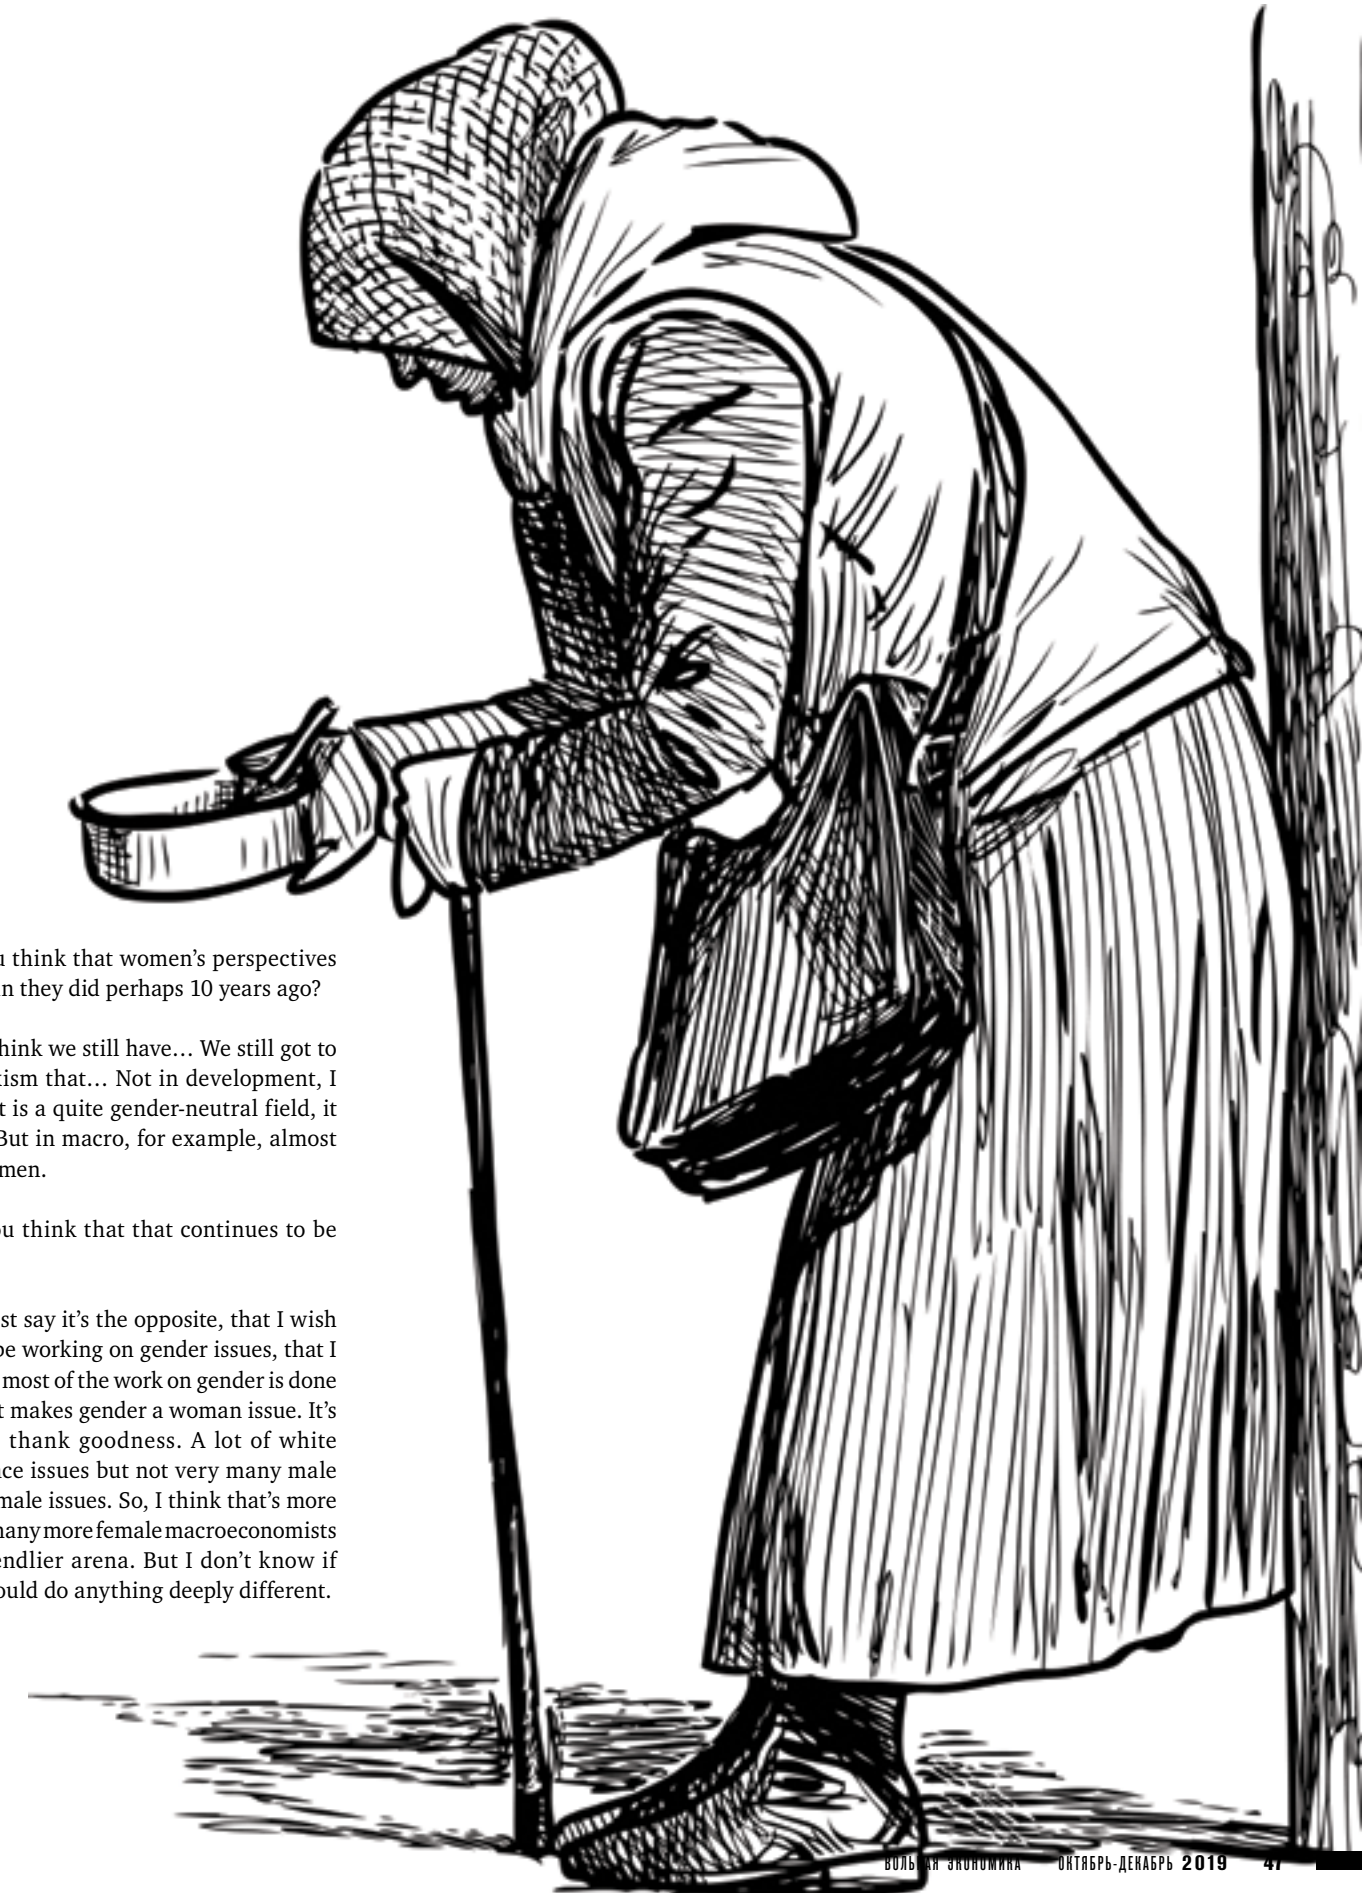 u think that women’s perspectives
n they did perhaps 10 years ago?
hink we still have… We still got to
ism that… Not in development, I
t is a quite gender-neutral field, it
But in macro, for example, almost
men.
ou think that that continues to be
st say it’s the opposite, that I wish
be working on gender issues, that I
most of the work on gender is done
t makes gender a woman issue. It’s
thank goodness. A lot of white
ce issues but not very many male
male issues. So, I think that’s more
many more female macroeconomists
endlier arena. But I don’t know if
ould do anything deeply different.
ВОЛЬНАЯ ЭКОНОМИКА ОКТЯБРЬ-ДЕКАБРЬ 2019 47